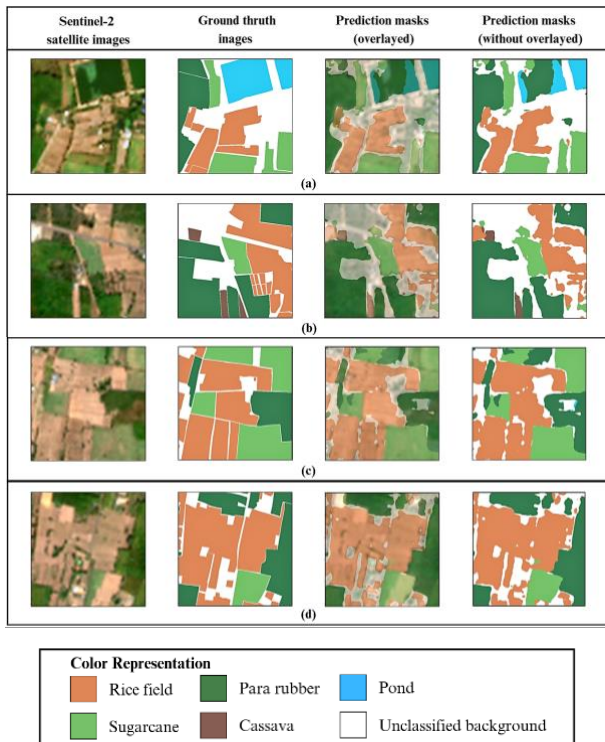 Sentinel-2 satellite images
Ground thruth images
Prediction masks (overlayed)
Prediction masks (without overlayed)
(a)
(b)
(c)
(d)
Color Representation
Rice field
Para rubber
Pond
Sugarcane
Cassava
Unclassified background